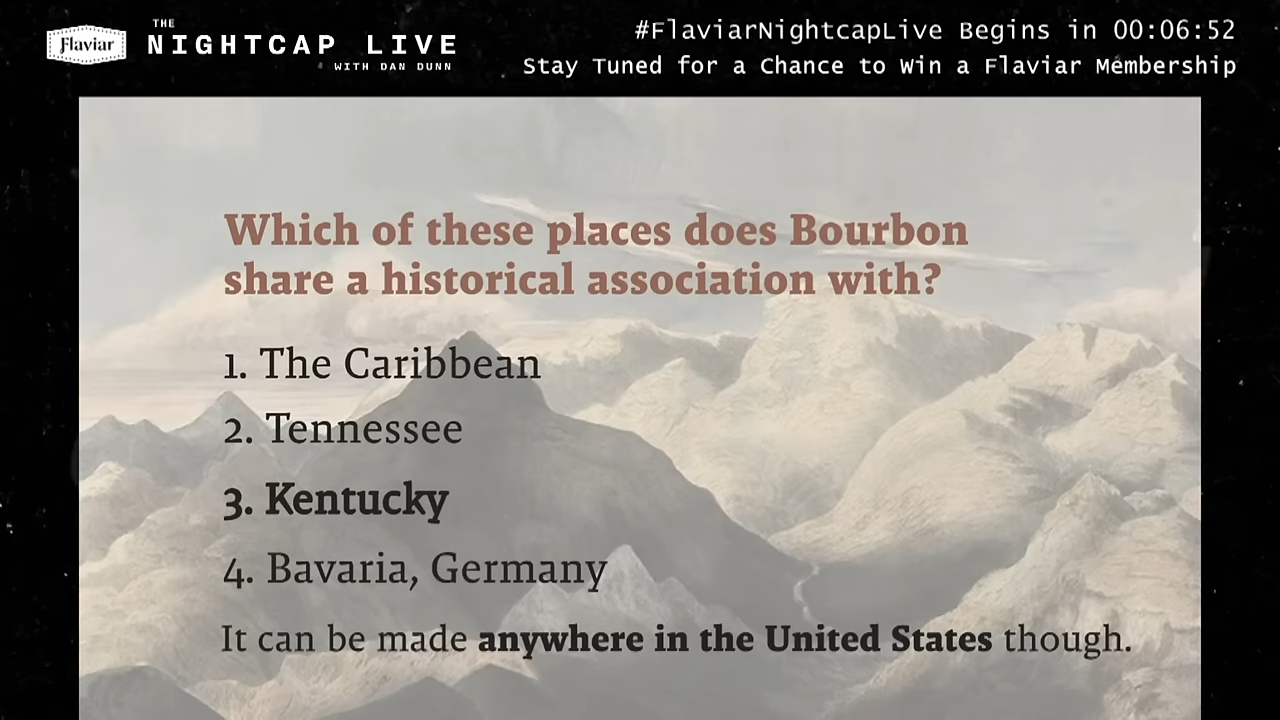 Flaviar
THE
NIGHTCAP LIVE
WITH DAN DUNN
#FlaviarNightcapLive Begins in 00:06:52
Stay Tuned for a Chance to Win a Flaviar Membership
Which of these places does Bourbon
share a historical association with?
1. The Caribbean
2. Tennessee
3. Kentucky
4. Bavaria, Germany
It can be made anywhere in the United States though.